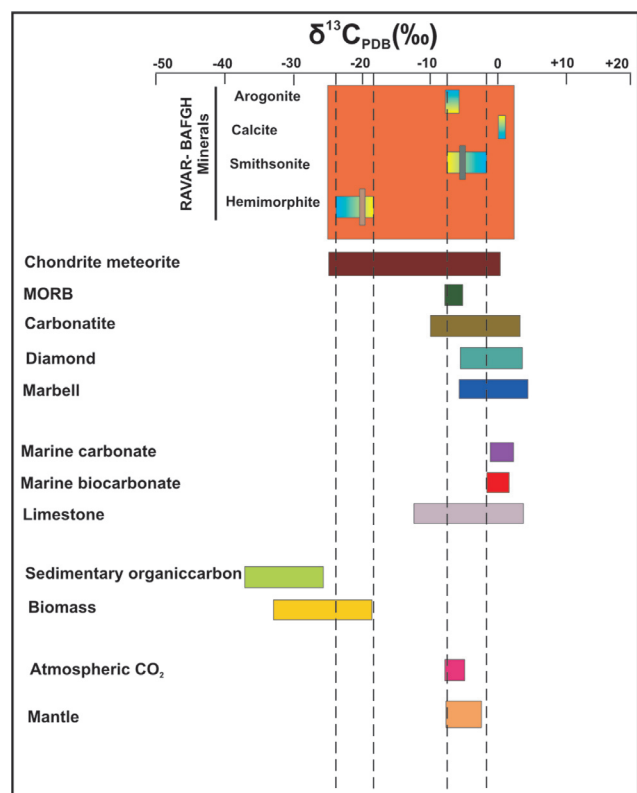 δ¹³C_PDB(‰)
-50 -40 -30 -20 -10 0 +10 +20
RAVAR- BAFGH
Minerals
Arogonite
Calcite
Smithsonite
Hemimorphite
Chondrite meteorite
MORB
Carbonatite
Diamond
Marbell
Marine carbonate
Marine biocarbonate
Limestone
Sedimentary organiccarbon
Biomass
Atmospheric CO₂
Mantle